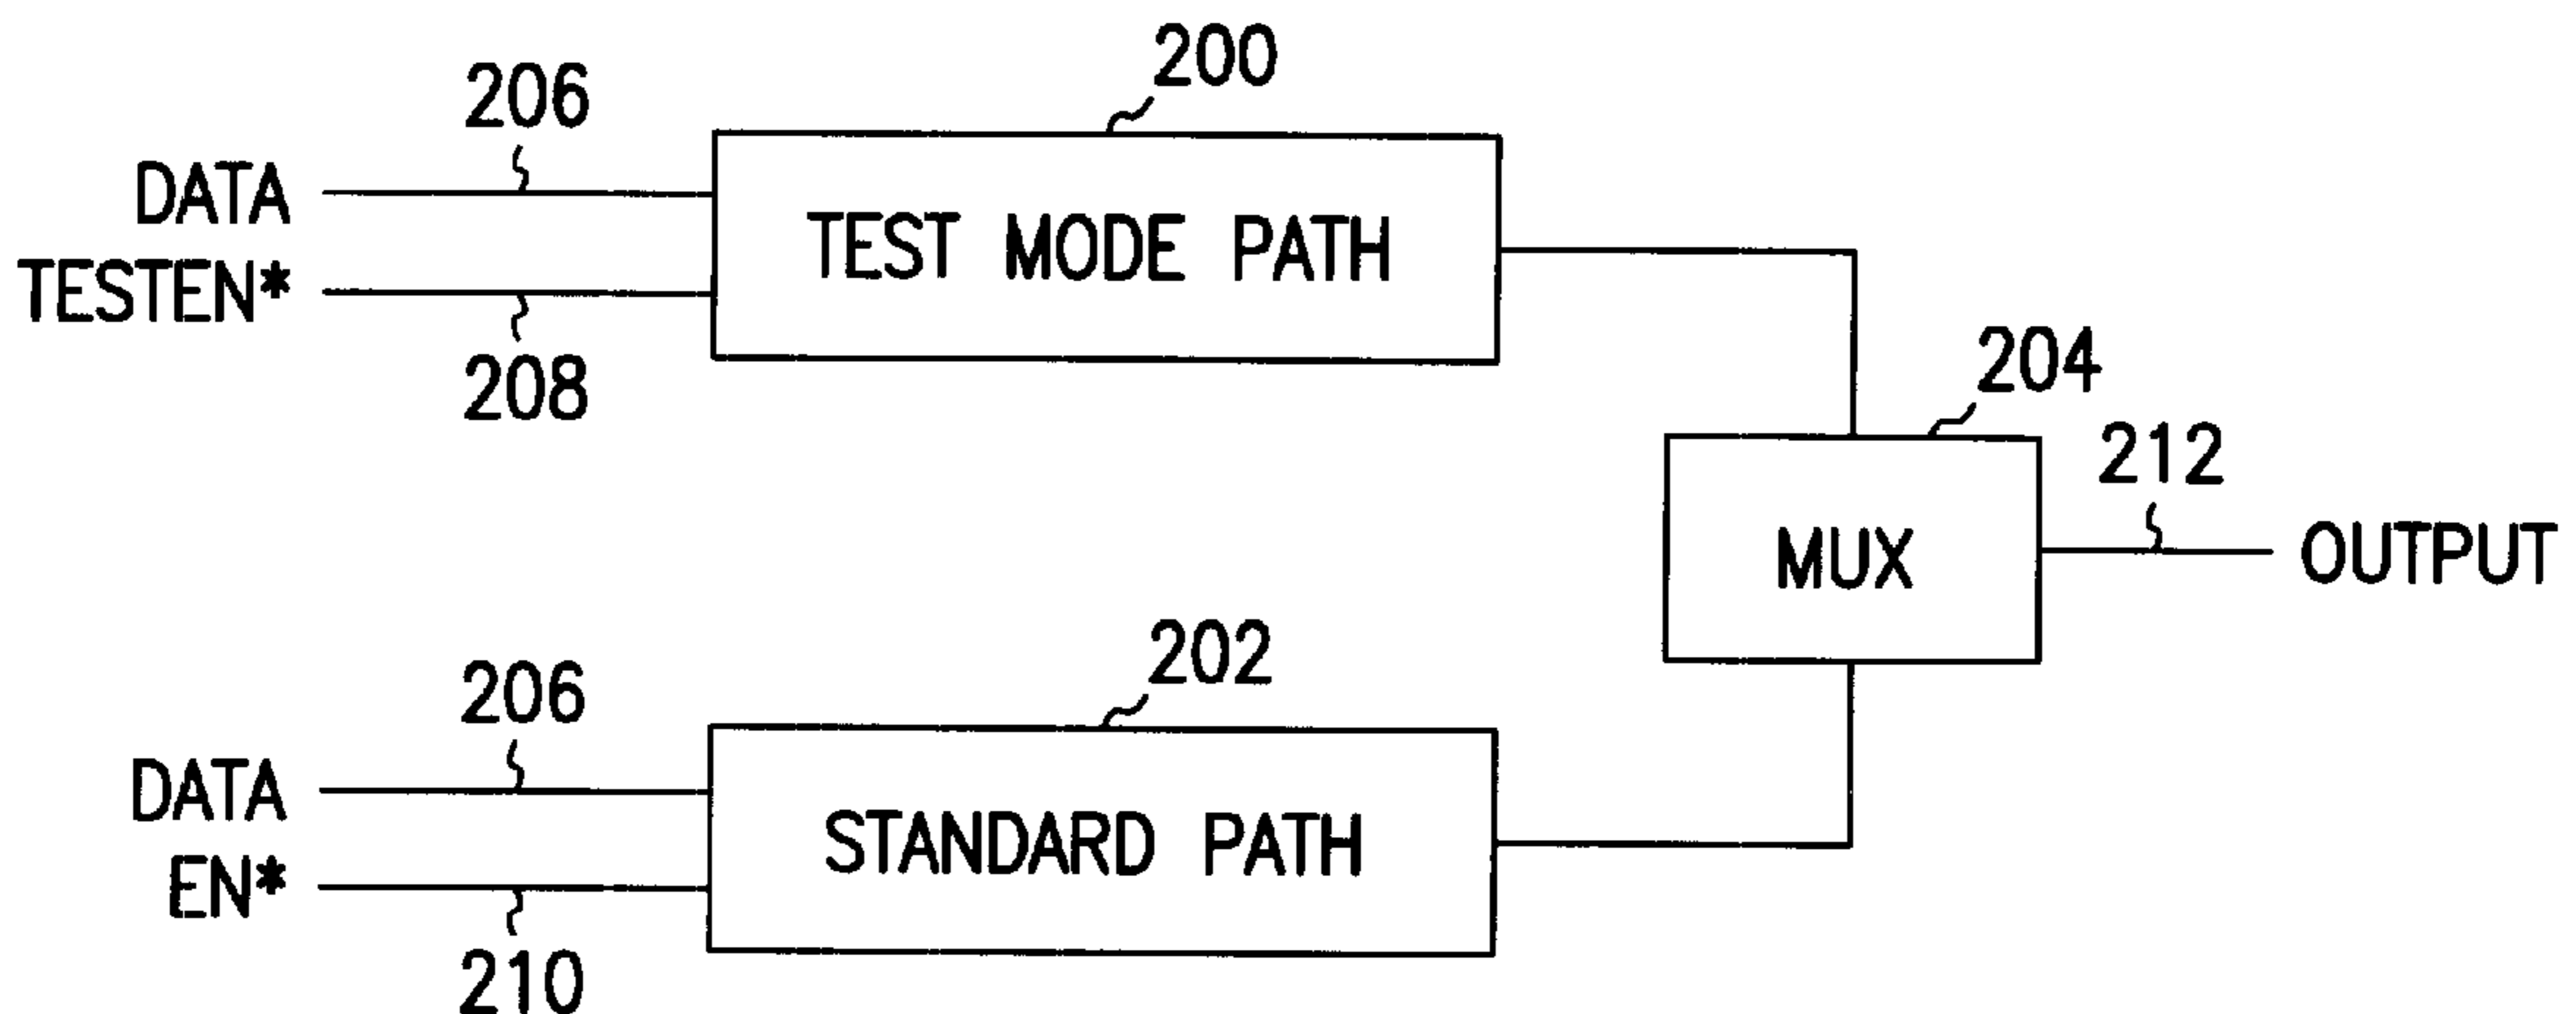 200
206
DATA
TEST MODE PATH
TESTEN*
208
204
212
MUX
OUTPUT
202
206
DATA
STANDARD PATH
EN*
210